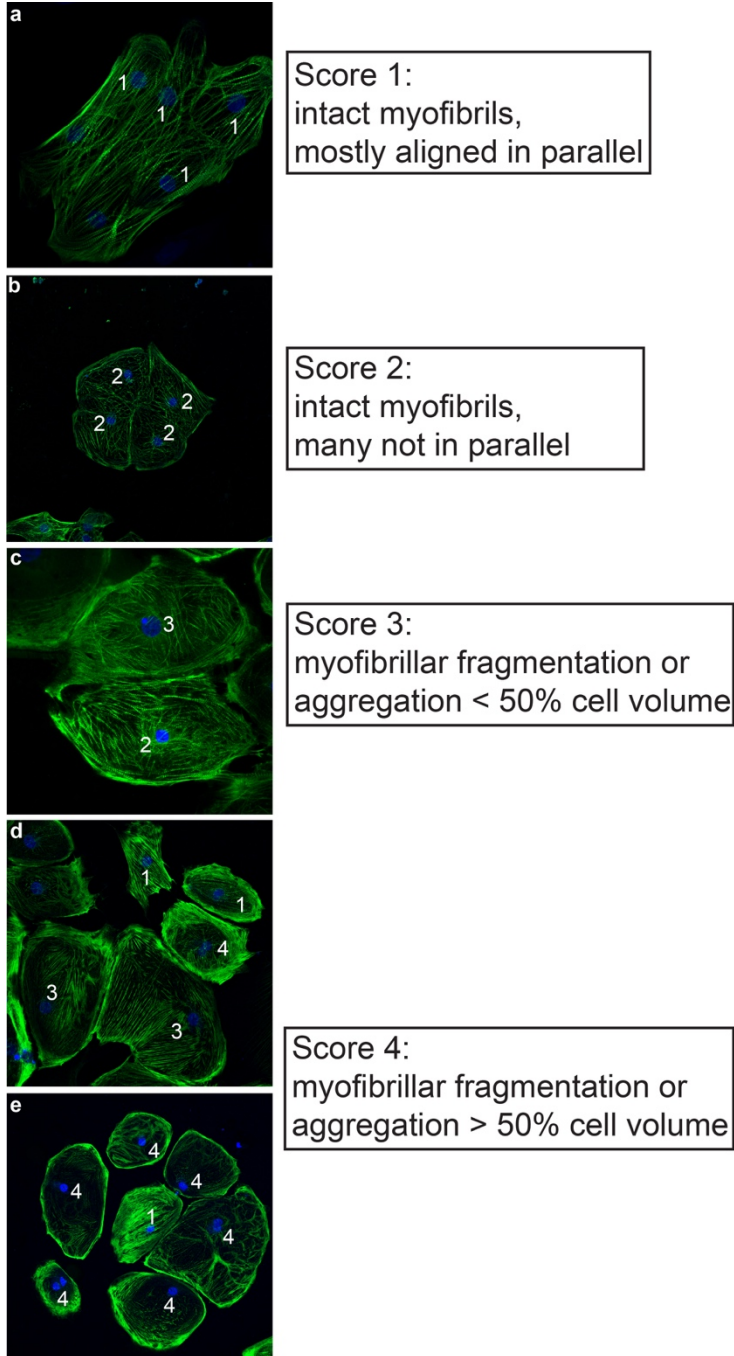 a
1
1
1
1
Score 1:
intact myofibrils,
mostly aligned in parallel
b
2
2
2
2
Score 2:
intact myofibrils,
many not in parallel
c
3
2
Score 3:
myofibrillar fragmentation or
aggregation < 50% cell volume
d
1
1
4
3
3
e
4
4
4
1
4
4
4
Score 4:
myofibrillar fragmentation or
aggregation > 50% cell volume